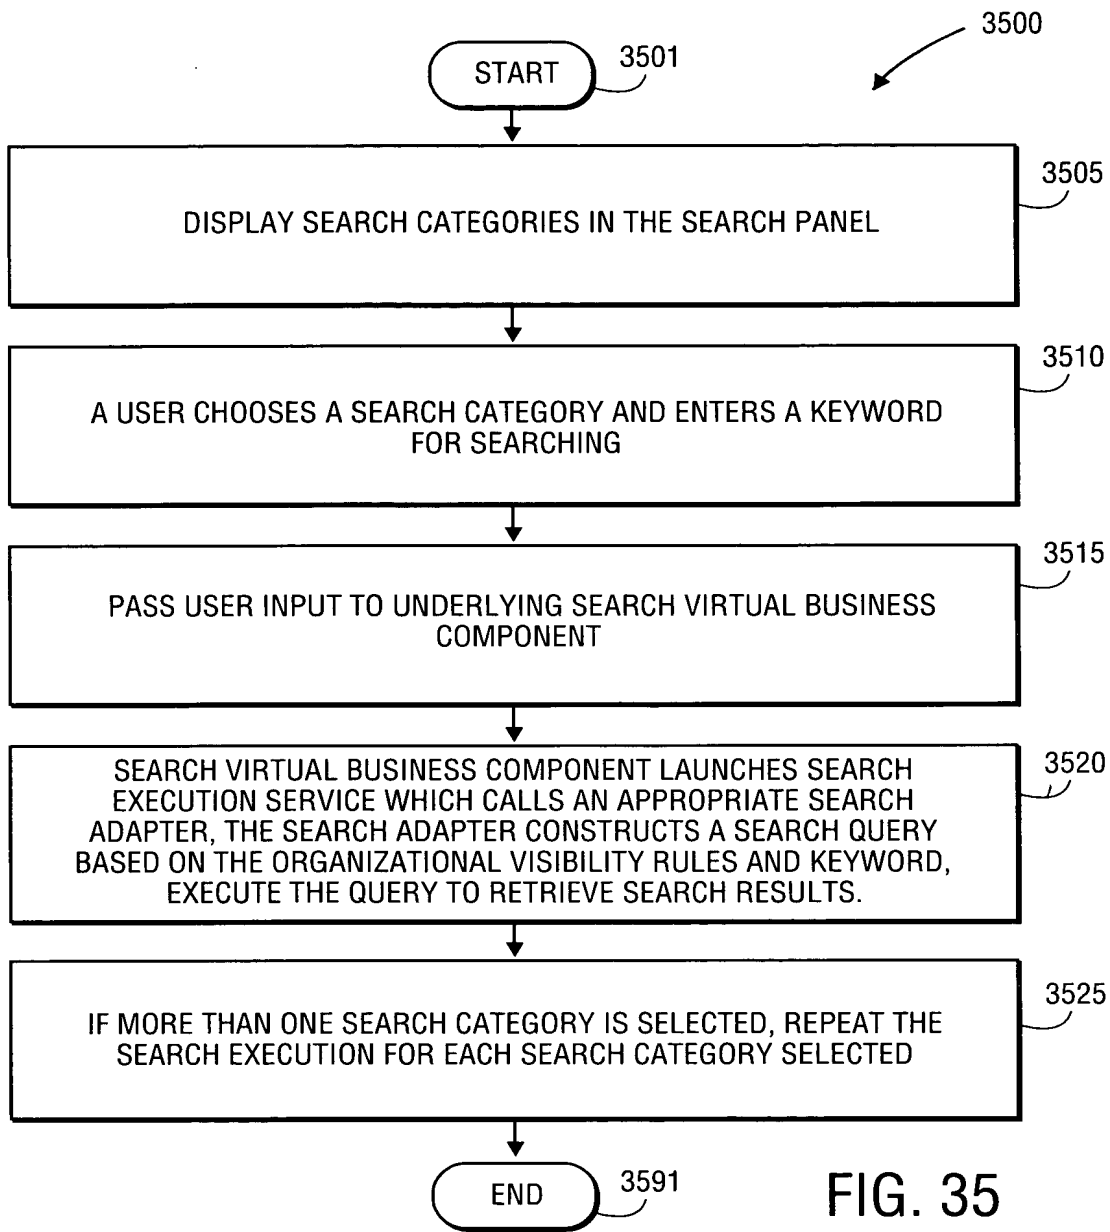 3500
START
3501
3505
DISPLAY SEARCH CATEGORIES IN THE SEARCH PANEL
3510
A USER CHOOSES A SEARCH CATEGORY AND ENTERS A KEYWORD
FOR SEARCHING
3515
PASS USER INPUT TO UNDERLYING SEARCH VIRTUAL BUSINESS
COMPONENT
3520
SEARCH VIRTUAL BUSINESS COMPONENT LAUNCHES SEARCH
EXECUTION SERVICE WHICH CALLS AN APPROPRIATE SEARCH
ADAPTER, THE SEARCH ADAPTER CONSTRUCTS A SEARCH QUERY
BASED ON THE ORGANIZATIONAL VISIBILITY RULES AND KEYWORD,
EXECUTE THE QUERY TO RETRIEVE SEARCH RESULTS.
3525
IF MORE THAN ONE SEARCH CATEGORY IS SELECTED, REPEAT THE
SEARCH EXECUTION FOR EACH SEARCH CATEGORY SELECTED
END
3591
FIG. 35